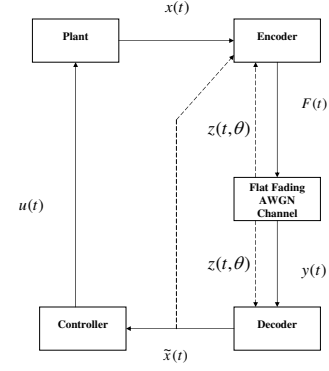 x(t)
Plant
Encoder
F(t)
z(t,θ)
Flat Fading
AWGN
Channel
u(t)
z(t,θ)
y(t)
Controller
Decoder
x̃(t)